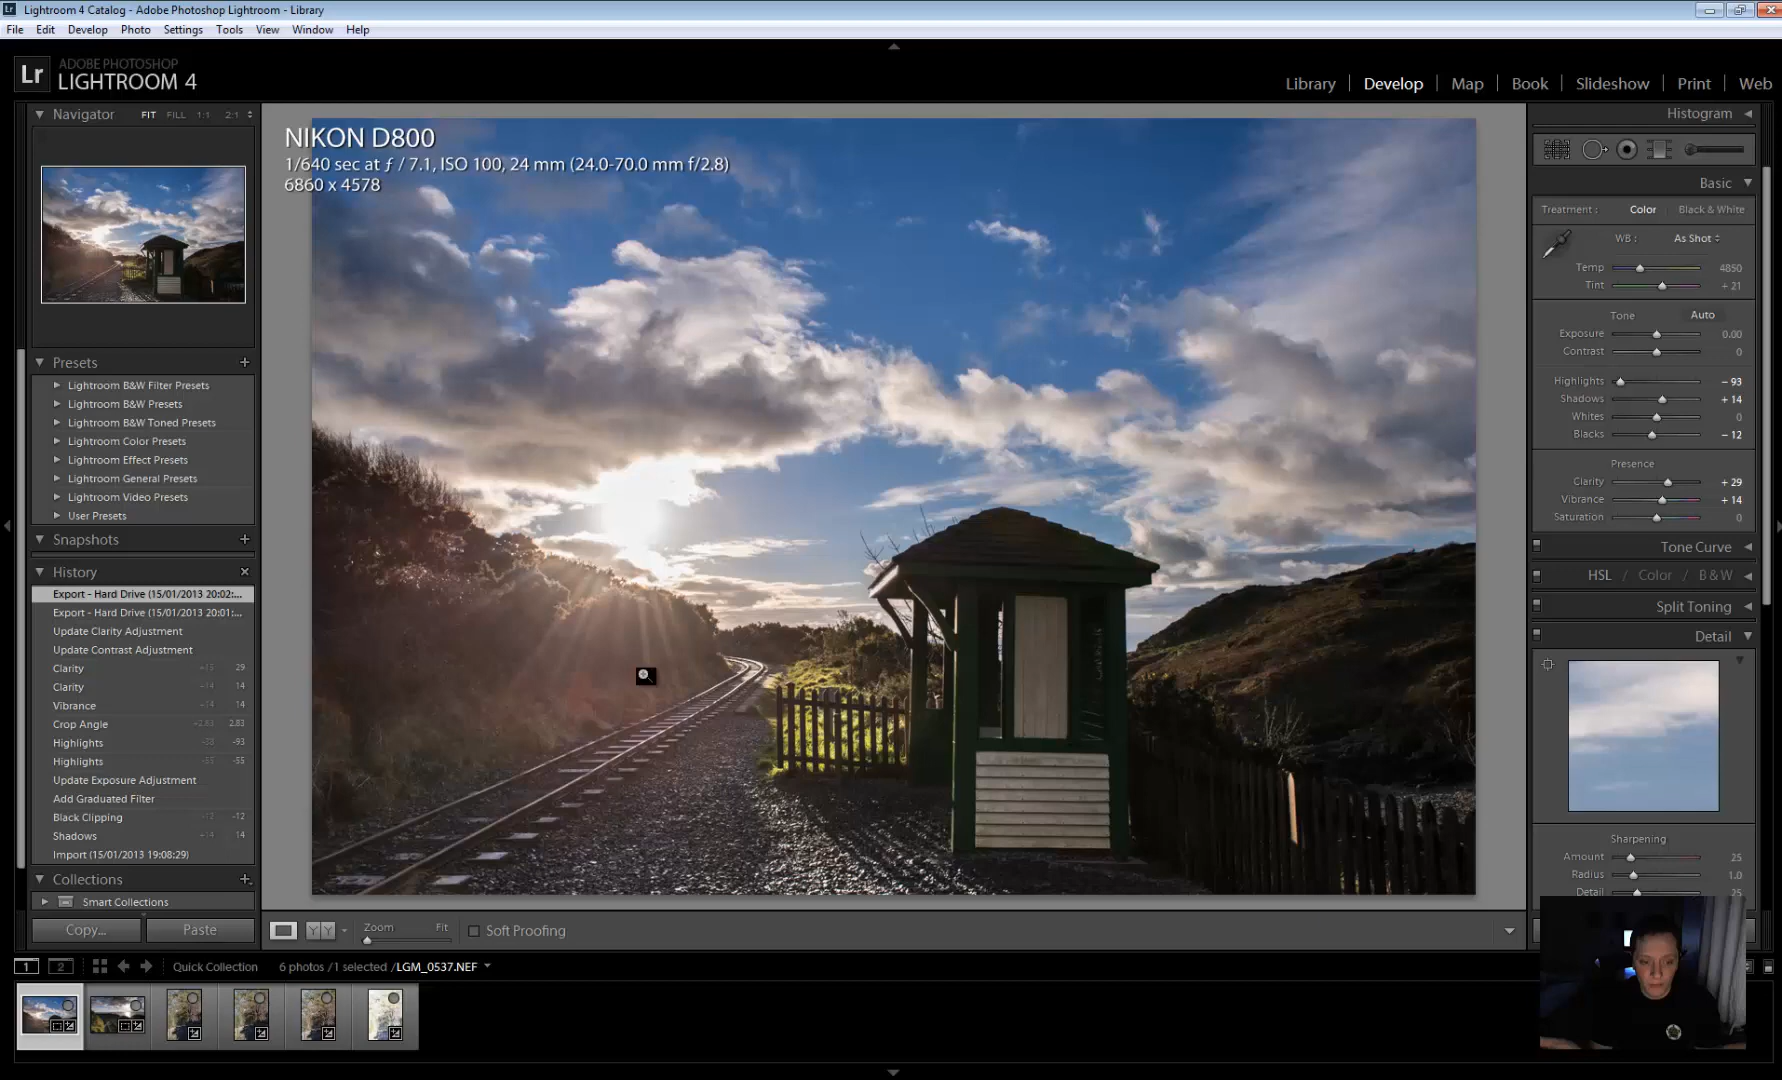 Lightroom 4 Catalog - Adobe Photoshop Lightroom - Library
File Edit Develop Photo Settings Tools View Window Help
Lr
ADOBE PHOTOSHOP
LIGHTROOM 4
Library | Develop | Map | Book | Slideshow | Print | Web
Navigator FIT FILL 1:1 2:1
NIKON D800
1/640 sec at ƒ / 7.1, ISO 100, 24 mm (24.0-70.0 mm f/2.8)
6860 x 4578
Presets +
Lightroom B&W Filter Presets
Lightroom B&W Presets
Lightroom B&W Toned Presets
Lightroom Color Presets
Lightroom Effect Presets
Lightroom General Presets
Lightroom Video Presets
User Presets
Snapshots +
History ×
Export - Hard Drive (15/01/2013 20:02:...
Export - Hard Drive (15/01/2013 20:01:...
Update Clarity Adjustment
Update Contrast Adjustment
Clarity 29
Clarity 14
Vibrance 14
Crop Angle 2.83
Highlights -93
Highlights -55
Update Exposure Adjustment
Add Graduated Filter
Black Clipping -12
Shadows 14
Import (15/01/2013 19:08:29)
Collections +
Smart Collections
Copy... Paste
Histogram
Basic
Treatment : Color Black & White
WB : As Shot
Temp 4850
Tint + 21
Tone Auto
Exposure 0.00
Contrast 0
Highlights − 93
Shadows + 14
Whites 0
Blacks − 12
Presence
Clarity + 29
Vibrance + 14
Saturation 0
Tone Curve
HSL / Color / B & W
Split Toning
Detail
Sharpening
Amount 25
Radius 1.0
Detail 25
Y Y Zoom Fit Soft Proofing
1 2 Quick Collection 6 photos /1 selected /LGM_0537.NEF